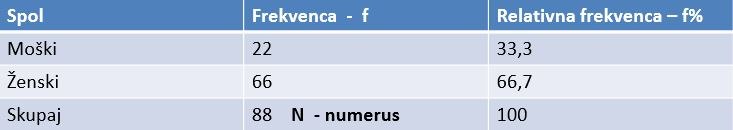 Spol Frekvenca - f Relativna frekvenca – f%
Moški 22 33,3
Ženski 66 66,7
Skupaj 88 N - numerus 100